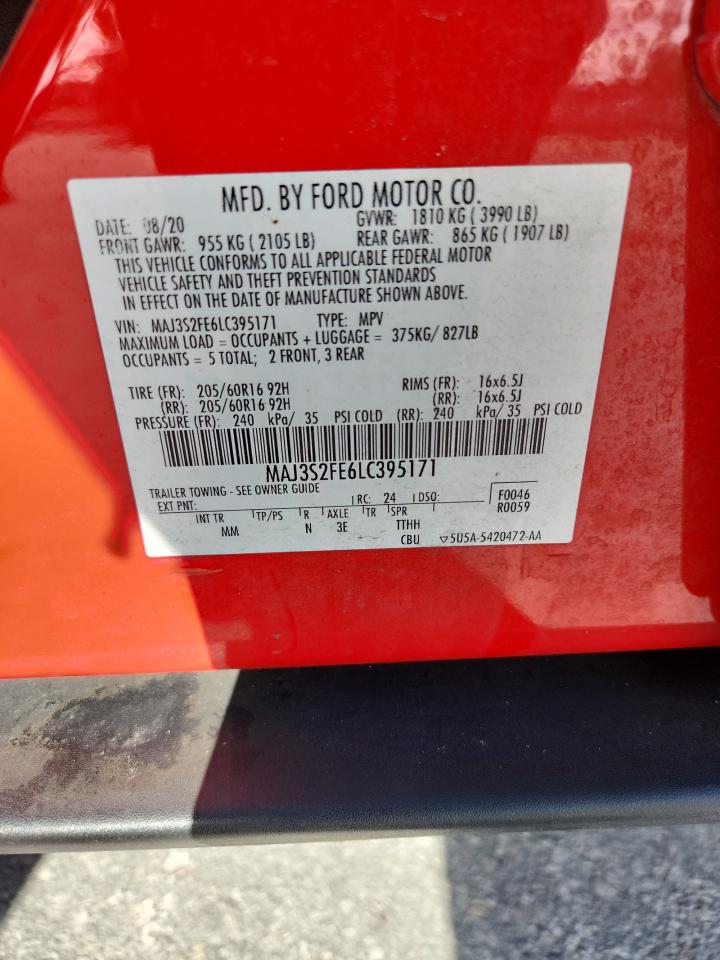 MFD. BY FORD MOTOR CO.
DATE: 08/20 GVWR: 1810 KG ( 3990 LB)
FRONT GAWR: 955 KG ( 2105 LB) REAR GAWR: 865 KG ( 1907 LB)
THIS VEHICLE CONFORMS TO ALL APPLICABLE FEDERAL MOTOR
VEHICLE SAFETY AND THEFT PREVENTION STANDARDS
IN EFFECT ON THE DATE OF MANUFACTURE SHOWN ABOVE.
VIN: MAJ3S2FE6LC395171 TYPE: MPV
MAXIMUM LOAD = OCCUPANTS + LUGGAGE = 375KG/ 827LB
OCCUPANTS = 5 TOTAL; 2 FRONT, 3 REAR
TIRE (FR): 205/60R16 92H RIMS (FR): 16x6.5J
(RR): 205/60R16 92H (RR): 16x6.5J
PRESSURE (FR): 240 kPa/ 35 PSI COLD (RR): 240 kPa/ 35 PSI COLD
MAJ3S2FE6LC395171
TRAILER TOWING - SEE OWNER GUIDE
EXT PNT: RC: 24 DSO: F0046
R0059
INT TR TP/PS R AXLE TR SPR
MM N 3E TTHH
CBU ▽5U5A-5420472-AA